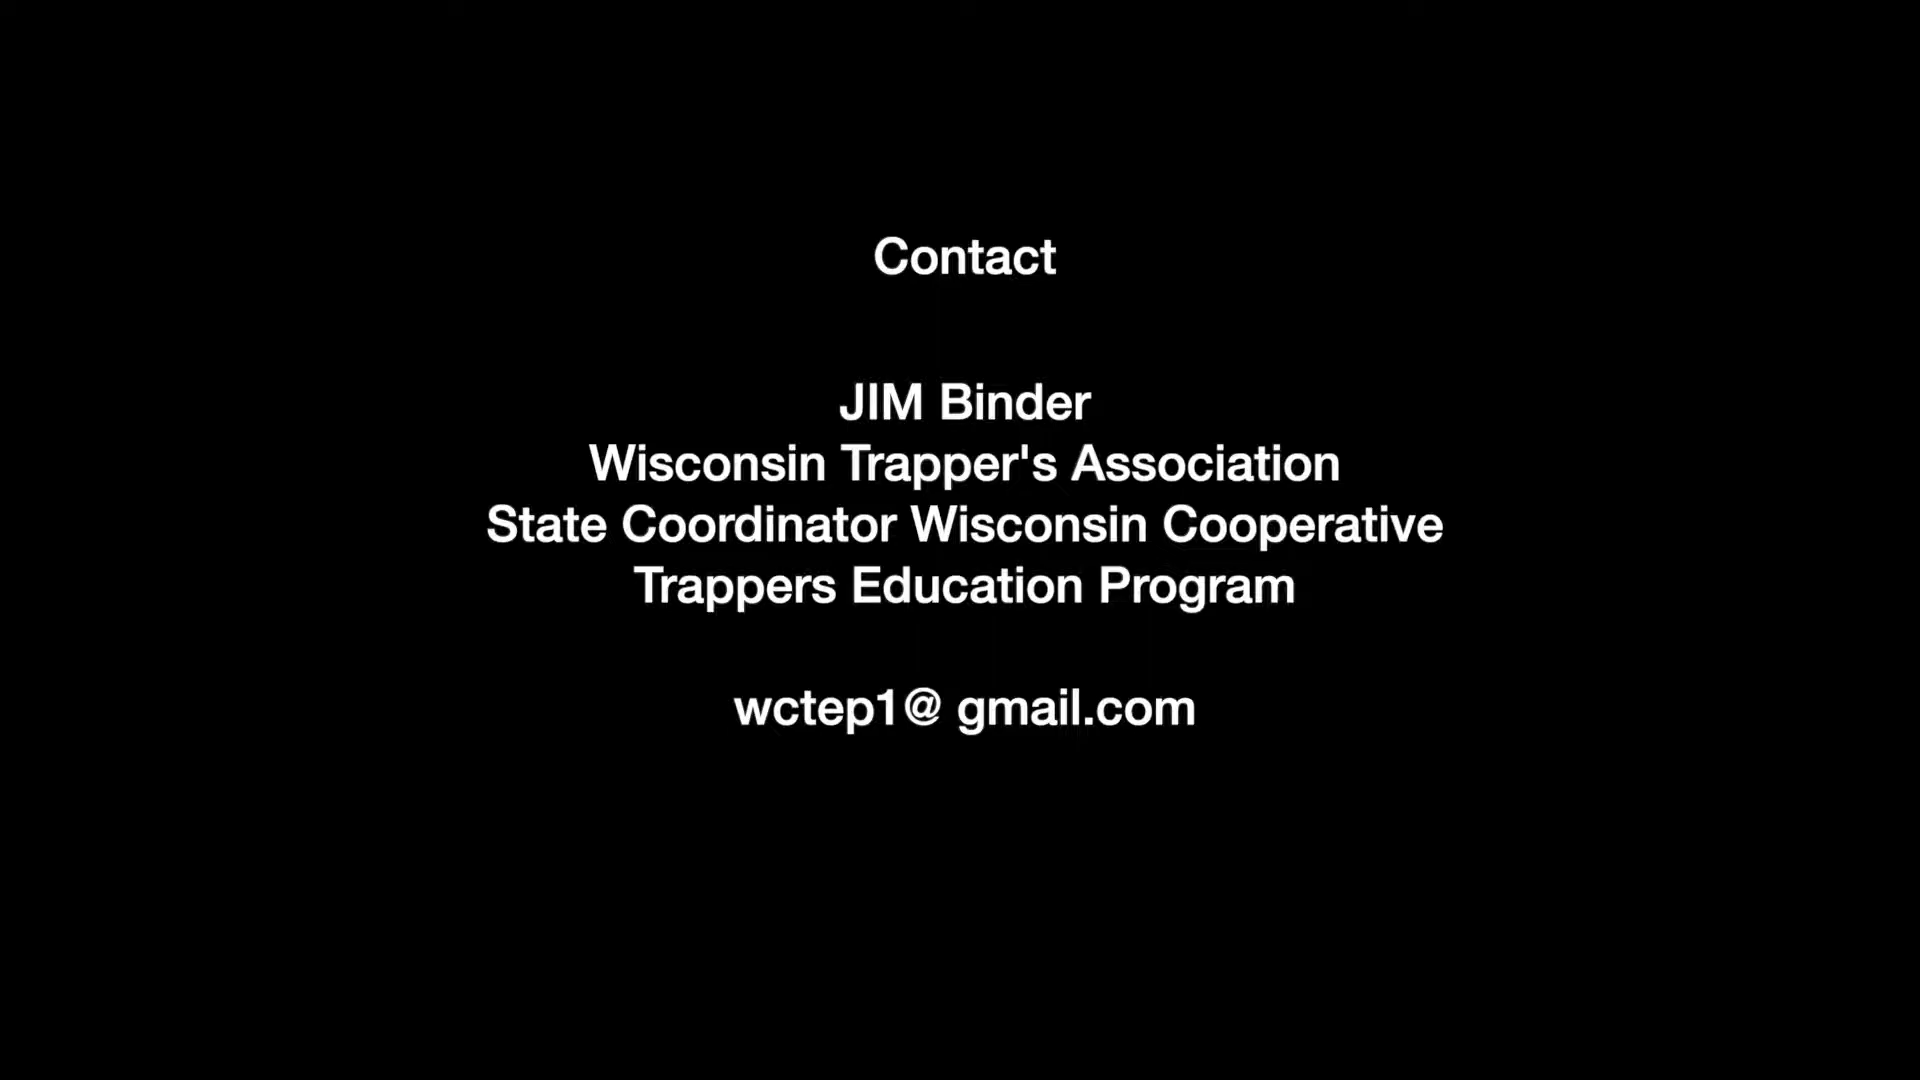 Contact
JIM Binder
Wisconsin Trapper's Association
State Coordinator Wisconsin Cooperative
Trappers Education Program
wctep1@ gmail.com